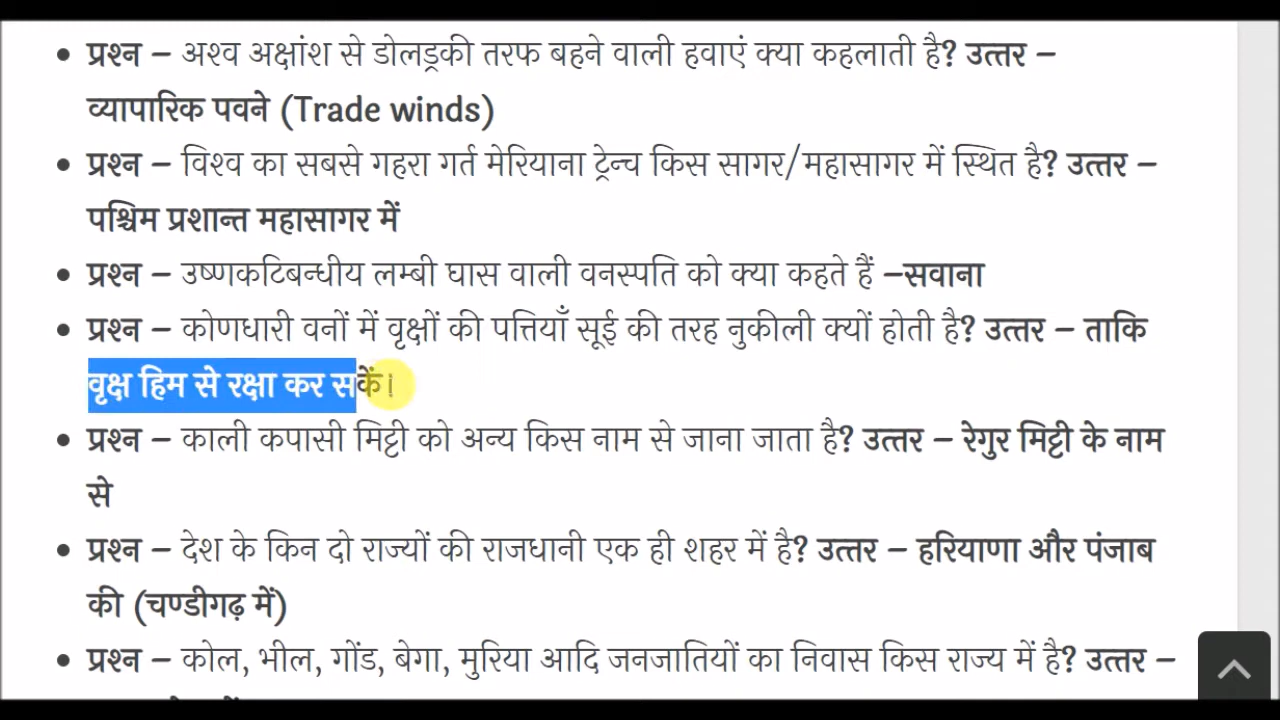 प्रश्न – अश्व अक्षांश से डोलड्रकी तरफ बहने वाली हवाएं क्या कहलाती है? उत्तर –
व्यापारिक पवने (Trade winds)
प्रश्न – विश्व का सबसे गहरा गर्त मेरियाना ट्रेन्च किस सागर/महासागर में स्थित है? उत्तर –
पश्चिम प्रशान्त महासागर में
प्रश्न – उष्णकटिबन्धीय लम्बी घास वाली वनस्पति को क्या कहते हैं –सवाना
प्रश्न – कोणधारी वनों में वृक्षों की पत्तियाँ सूई की तरह नुकीली क्यों होती है? उत्तर – ताकि
वृक्ष हिम से रक्षा कर सकें।
प्रश्न – काली कपासी मिट्टी को अन्य किस नाम से जाना जाता है? उत्तर – रेगुर मिट्टी के नाम
से
प्रश्न – देश के किन दो राज्यों की राजधानी एक ही शहर में है? उत्तर – हरियाणा और पंजाब
की (चण्डीगढ़ में)
प्रश्न – कोल, भील, गोंड, बेगा, मुरिया आदि जनजातियों का निवास किस राज्य में है? उत्तर –